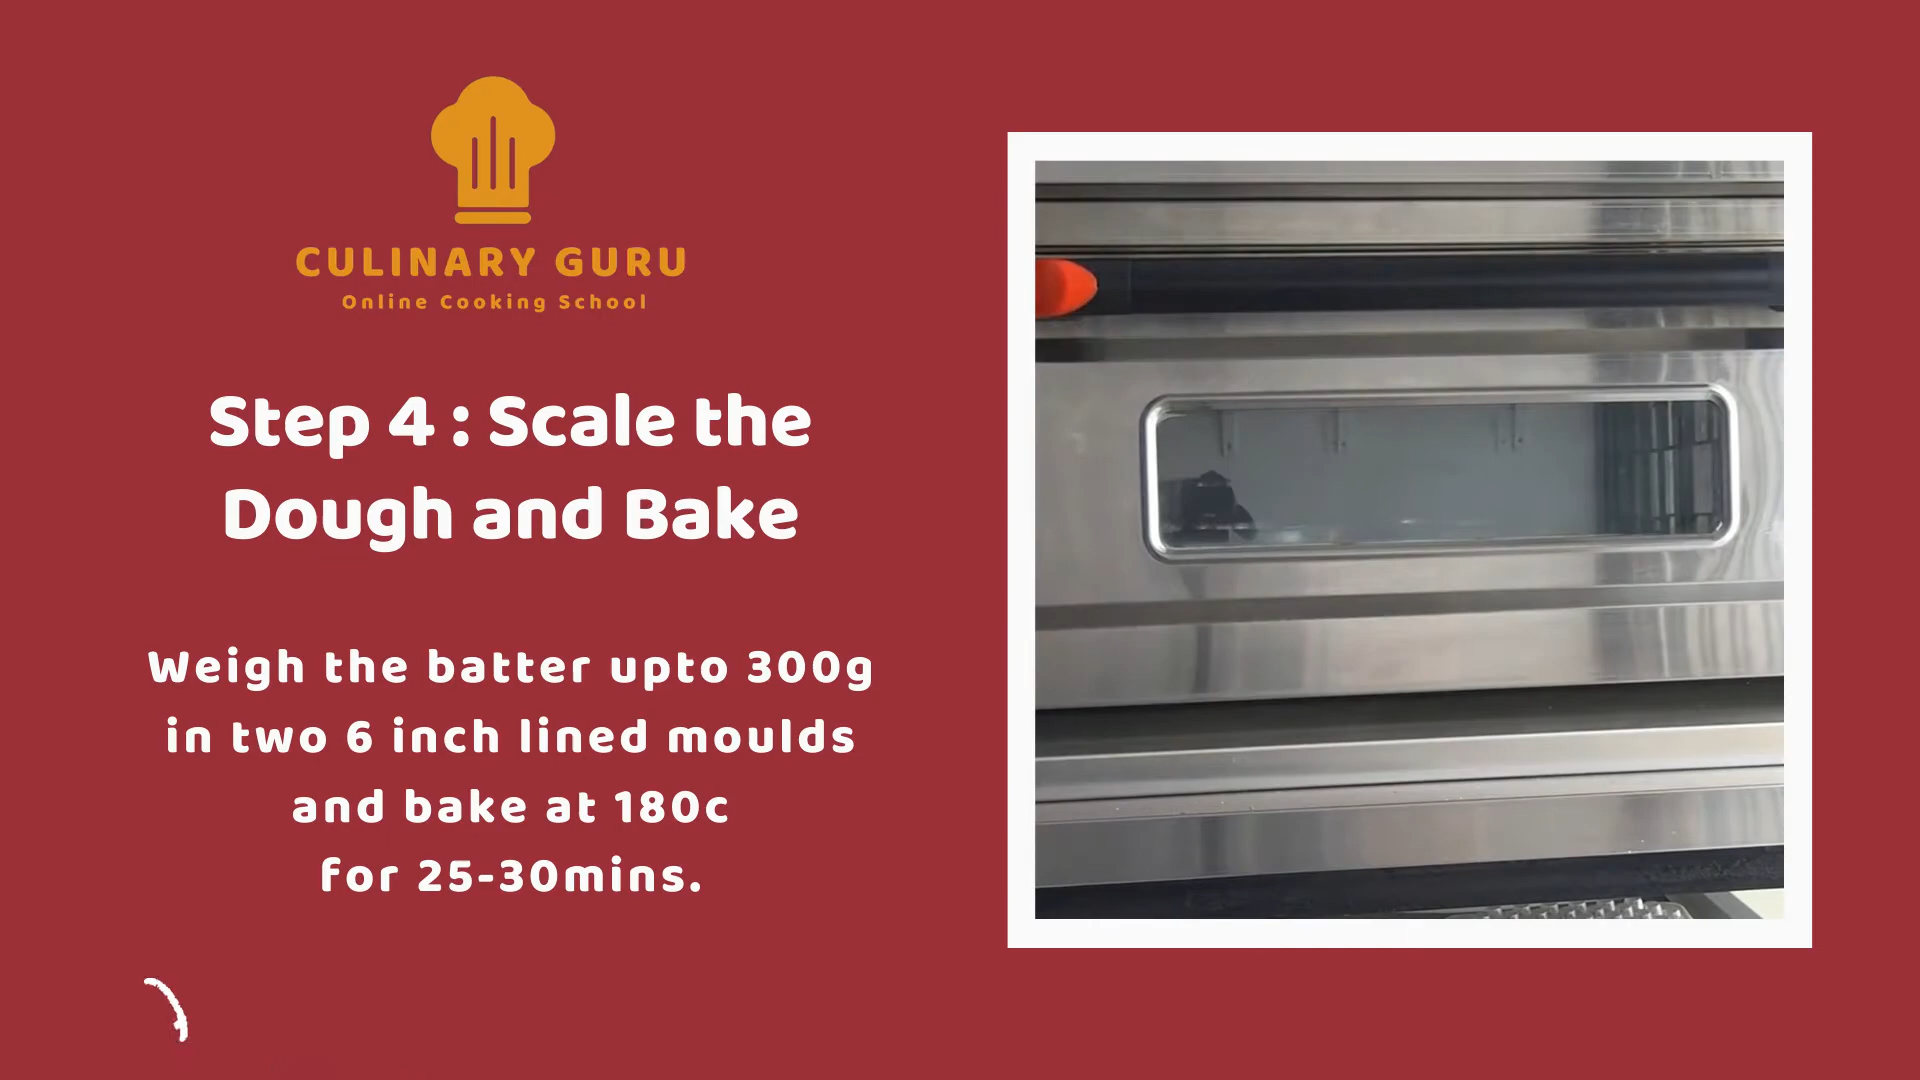 CULINARY GURU
Online Cooking School
Step 4 : Scale the
Dough and Bake
Weigh the batter upto 300g
in two 6 inch lined moulds
and bake at 180c
for 25-30mins.